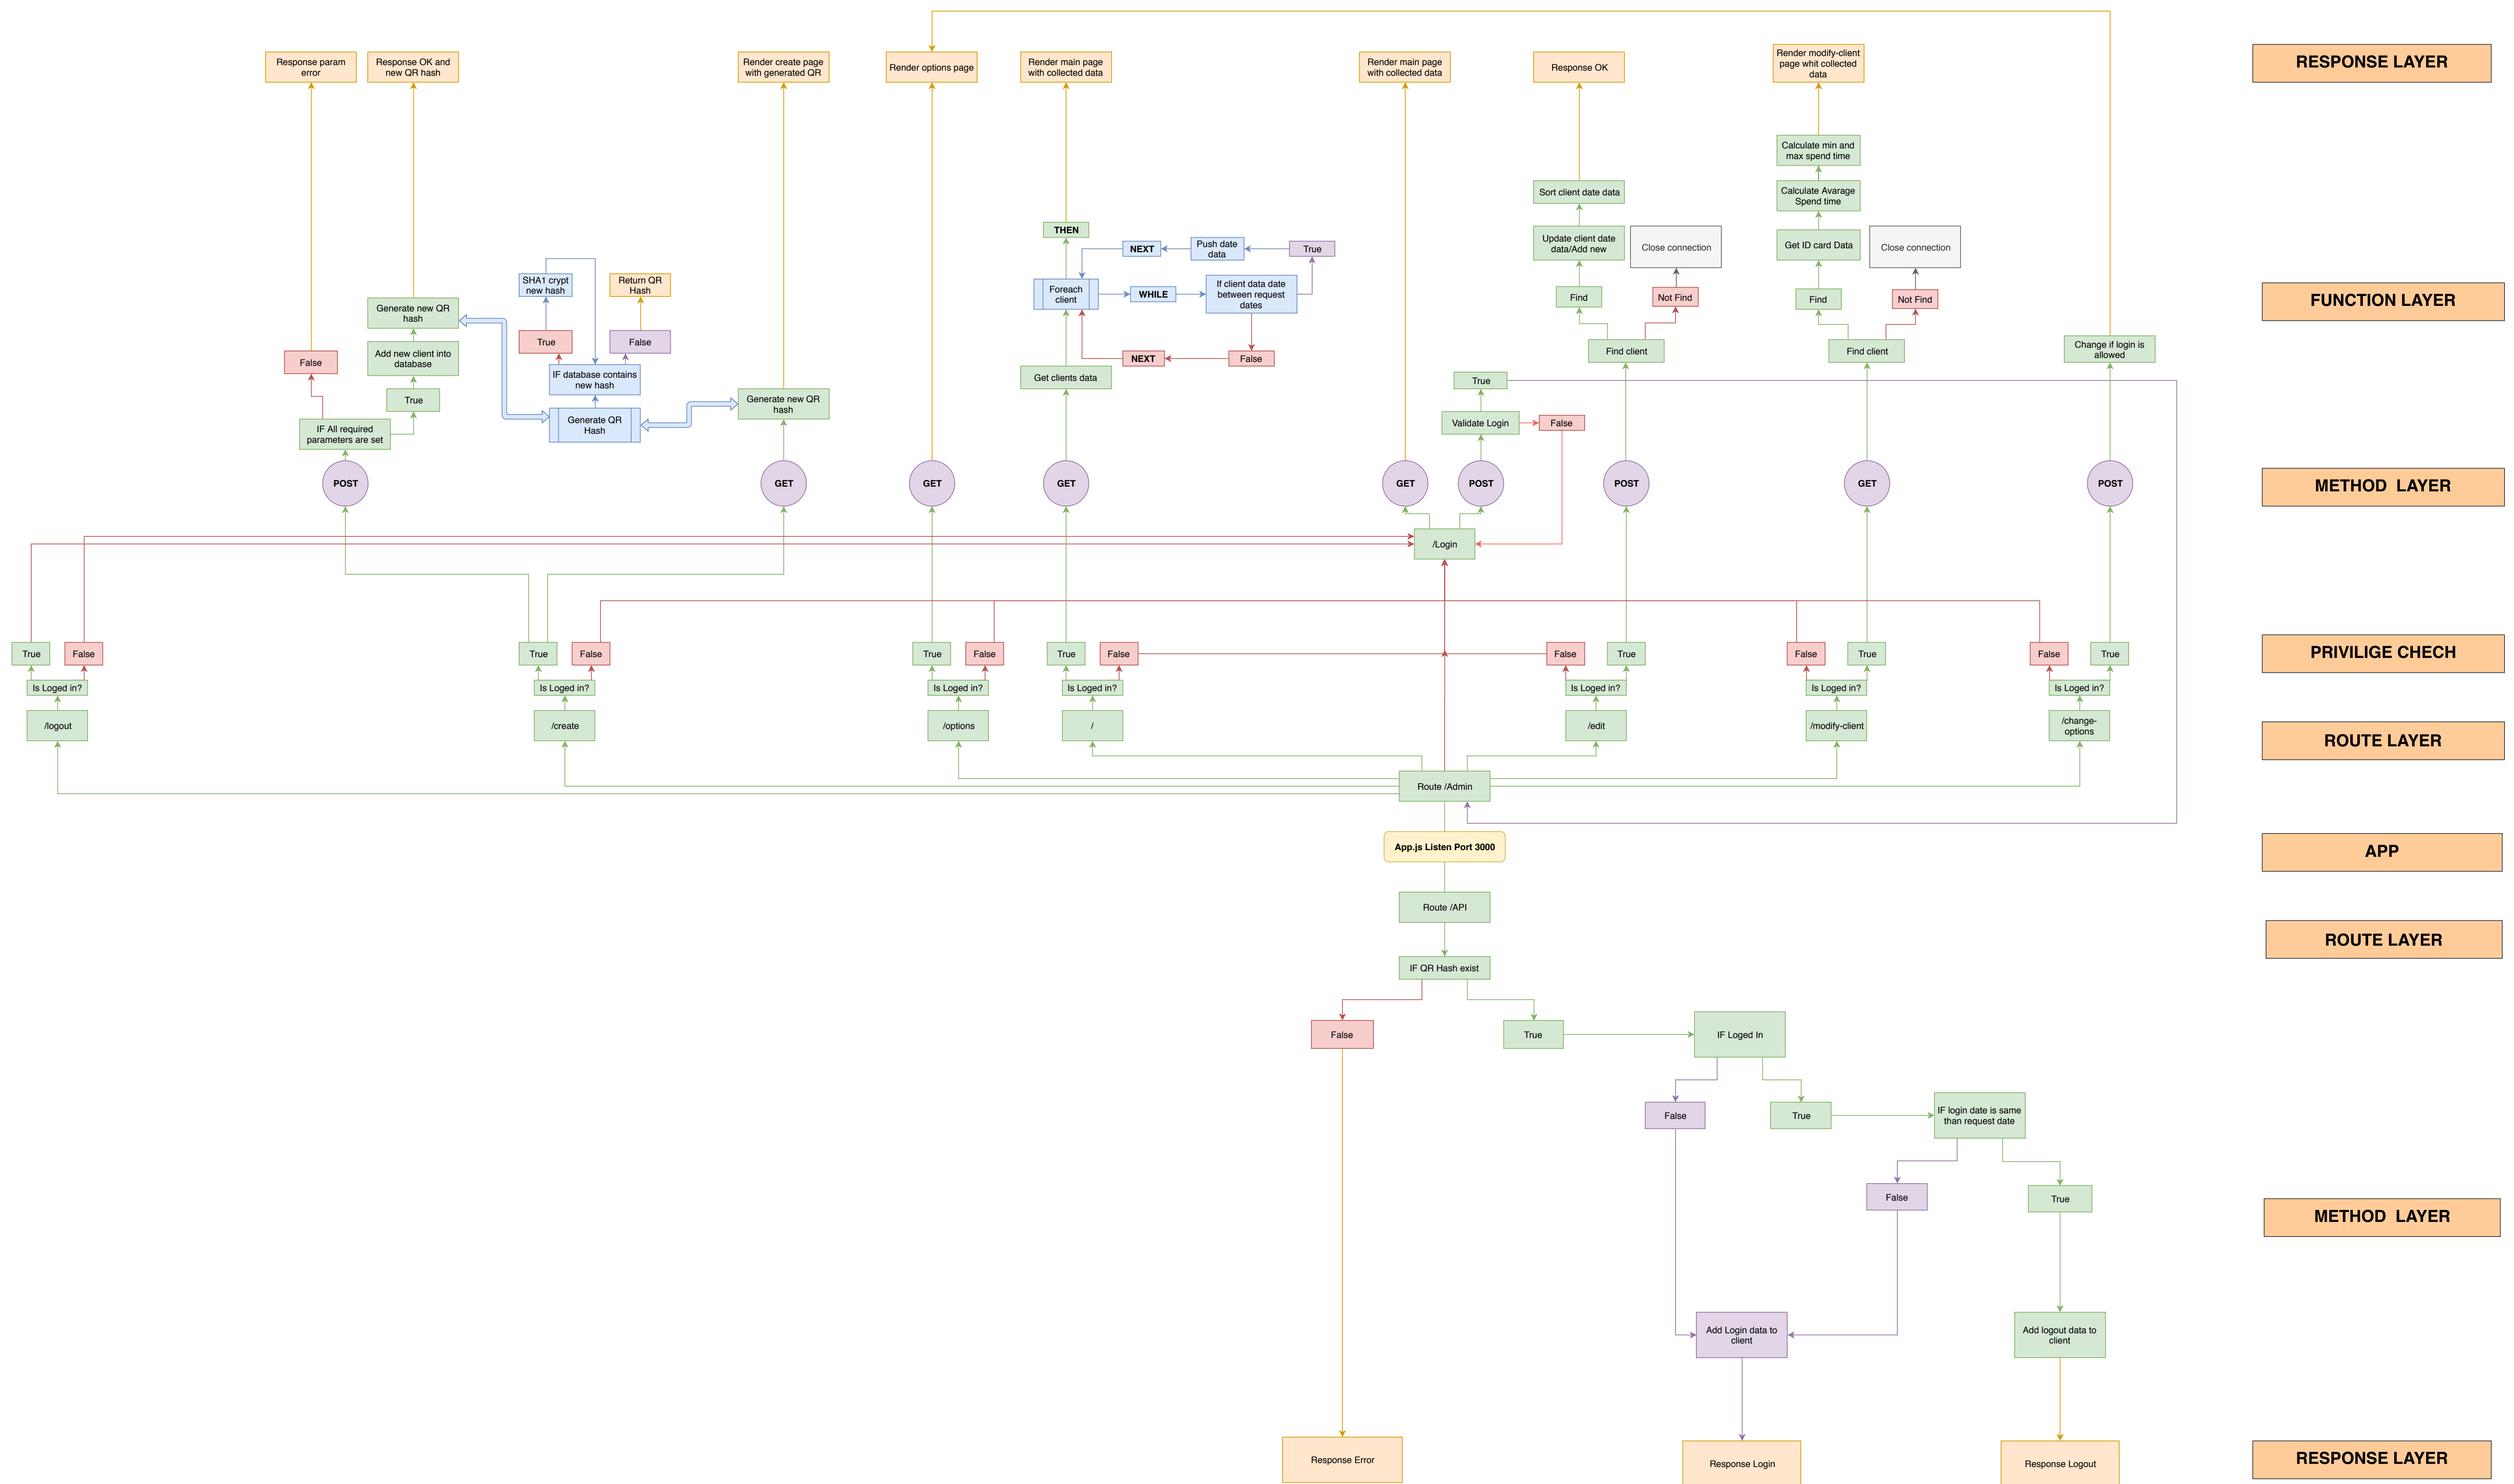 Response param
error
Response OK and
new QR hash
Render create page
with generated QR
Render options page
Render main page
with collected data
Render main page
with collected data
Response OK
Render modify-client
page whit collected
data
RESPONSE LAYER
Calculate min and
max spend time
Sort client date data
Calculate Avarage
Spend time
THEN
NEXT
Push date
data
True
Update client date
data/Add new
Close connection
Get ID card Data
Close connection
SHA1 crypt
new hash
Return QR
Hash
Foreach
client
WHILE
If client data date
between request
dates
Find
Not Find
Find
Not Find
FUNCTION LAYER
Generate new QR
hash
True
False
False
Add new client into
database
NEXT
False
Find client
Find client
Change if login is
allowed
IF database contains
new hash
Get clients data
True
True
Generate new QR
hash
Generate QR
Hash
IF All required
parameters are set
Validate Login
False
POST
GET
GET
GET
GET
POST
POST
GET
POST
METHOD  LAYER
/Login
True
False
True
False
True
False
True
False
False
True
False
True
False
True
PRIVILIGE CHECH
Is Loged in?
Is Loged in?
Is Loged in?
Is Loged in?
Is Loged in?
Is Loged in?
Is Loged in?
/logout
/create
/options
/
/edit
/modify-client
/change-
options
ROUTE LAYER
Route /Admin
App.js Listen Port 3000
APP
Route /API
ROUTE LAYER
IF QR Hash exist
False
True
IF Loged In
False
True
IF login date is same
than request date
False
True
METHOD  LAYER
Add Login data to
client
Add logout data to
client
Response Error
Response Login
Response Logout
RESPONSE LAYER